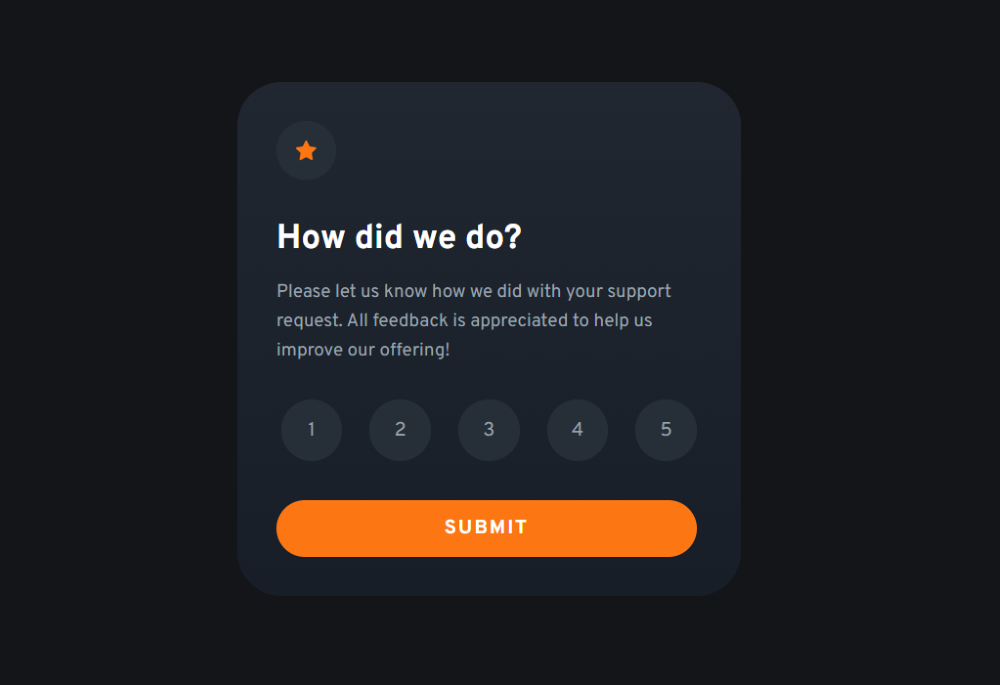 How did we do?
Please let us know how we did with your support
request. All feedback is appreciated to help us
improve our offering!
1 2 3 4 5
SUBMIT